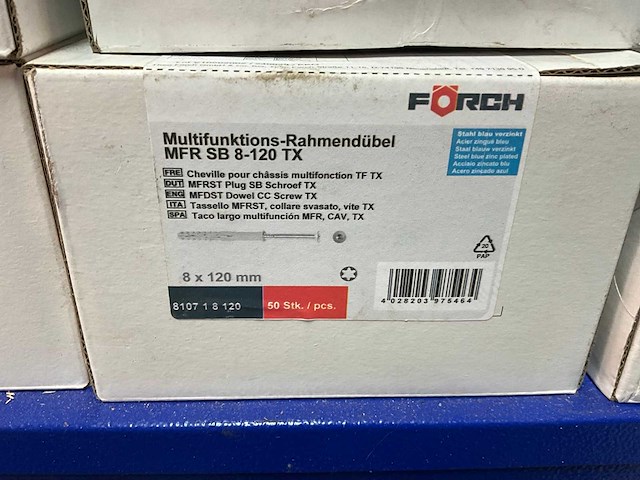 FÖRCH
Multifunktions-Rahmendübel
MFR SB 8-120 TX
FRE Cheville pour châssis multifonction TF TX
DUT MFRST Plug SB Schroef TX
ENG MFDST Dowel CC Screw TX
ITA Tassello MFRST, collare svasato, vite TX
SPA Taco largo multifunción MFR, CAV, TX
Stahl blau verzinkt
Acier zingué bleu
Staal blauw verzinkt
Steel blue zinc plated
Acciaio zincato blu
Acero zincado azul
20
PAP
8 x 120 mm
8107 1 8 120
50 Stk. / pcs.
4 028203 975464